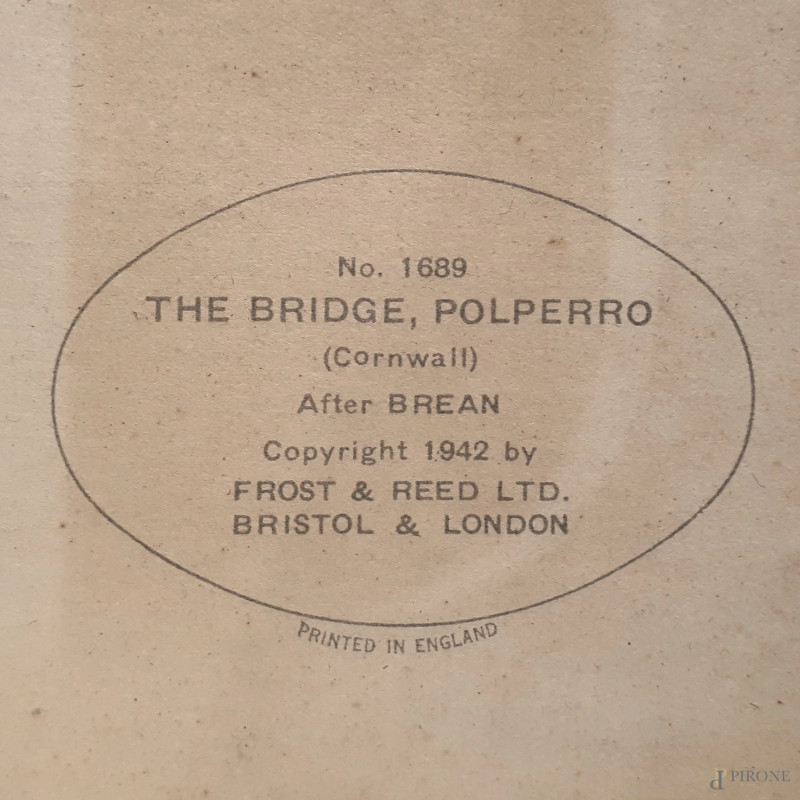 No. 1689
THE BRIDGE, POLPERRO
(Cornwall)
After BREAN
Copyright 1942 by
FROST & REED LTD.
BRISTOL & LONDON
PRINTED IN ENGLAND
PIRONE